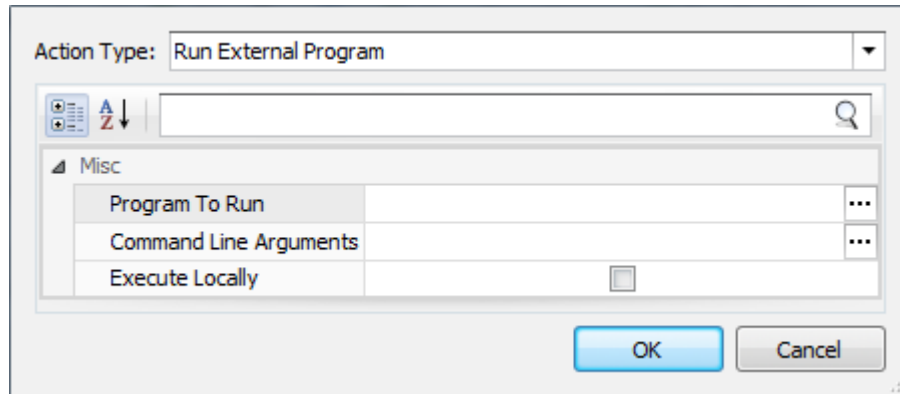 Action Type: Run External Program
A
Z
Misc
Program To Run ...
Command Line Arguments ...
Execute Locally
OK Cancel